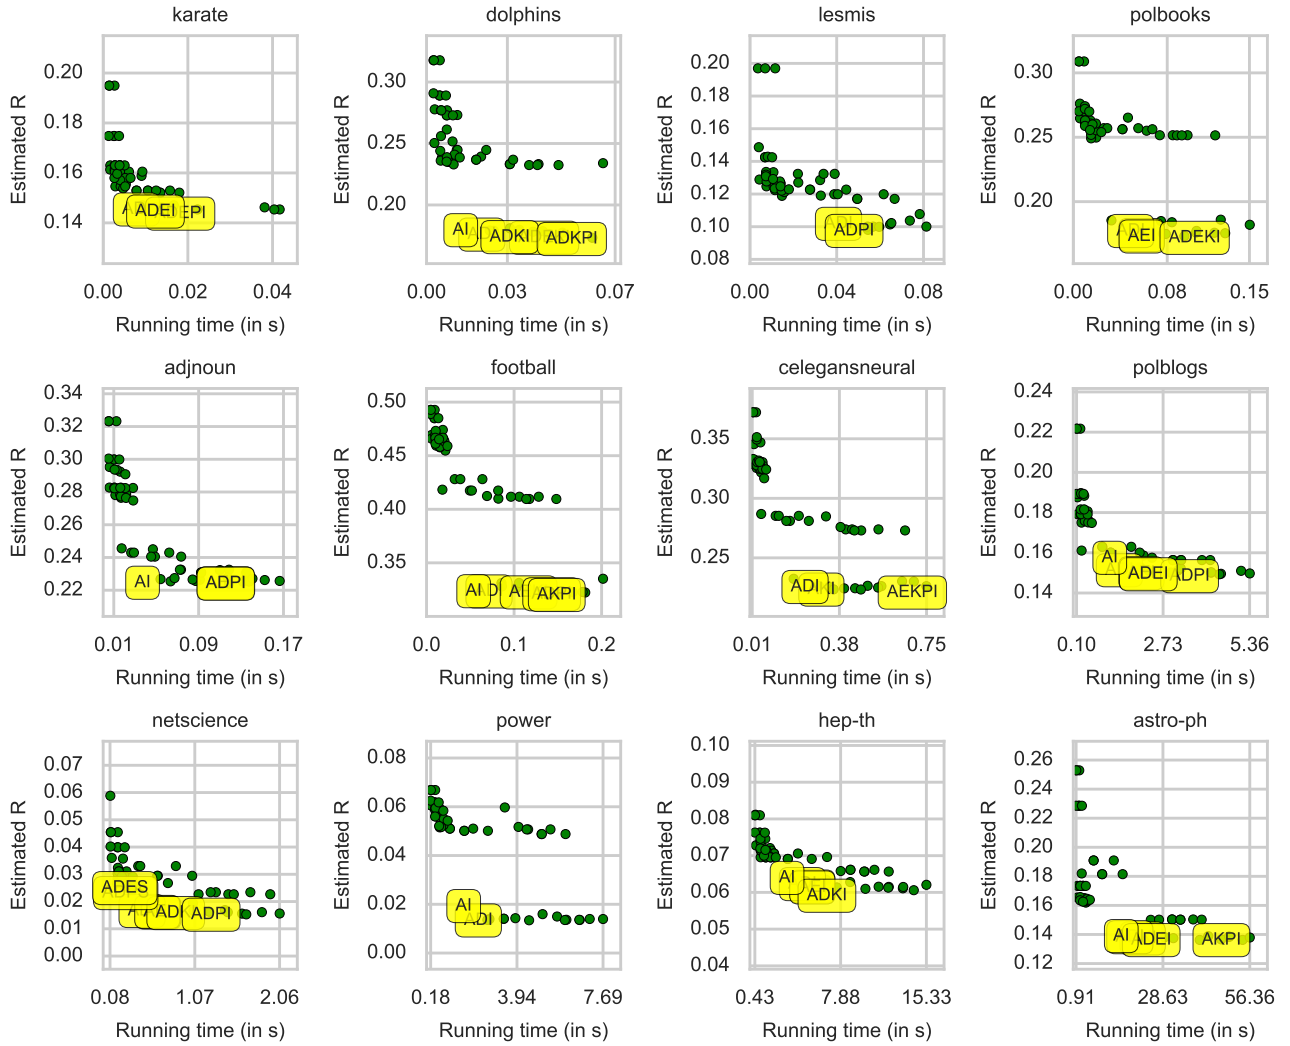 karate
dolphins
lesmis
polbooks
Estimated R
0.20
0.18
0.16
0.14
ADEI
EPI
0.00
0.02
0.04
Running time (in s)
Estimated R
0.30
0.25
0.20
AI
ADKI
ADKPI
0.00
0.03
0.07
Running time (in s)
Estimated R
0.20
0.18
0.16
0.14
0.12
0.10
0.08
ADPI
0.00
0.04
0.08
Running time (in s)
Estimated R
0.30
0.25
0.20
AEI
ADEKI
0.00
0.08
0.15
Running time (in s)
adjnoun
football
celegansneural
polblogs
Estimated R
0.34
0.32
0.30
0.28
0.26
0.24
0.22
AI
ADPI
0.01
0.09
0.17
Running time (in s)
Estimated R
0.50
0.45
0.40
0.35
AI
AKPI
0.0
0.1
0.2
Running time (in s)
Estimated R
0.35
0.30
0.25
ADI
AEKPI
0.01
0.38
0.75
Running time (in s)
Estimated R
0.24
0.22
0.20
0.18
0.16
0.14
AI
ADEI
ADPI
0.10
2.73
5.36
Running time (in s)
netscience
power
hep-th
astro-ph
Estimated R
0.07
0.06
0.05
0.04
0.03
0.02
0.01
0.00
ADES
ADPI
0.08
1.07
2.06
Running time (in s)
Estimated R
0.08
0.06
0.04
0.02
0.00
AI
ADI
0.18
3.94
7.69
Running time (in s)
Estimated R
0.10
0.09
0.08
0.07
0.06
0.05
0.04
AI
ADKI
0.43
7.88
15.33
Running time (in s)
Estimated R
0.26
0.24
0.22
0.20
0.18
0.16
0.14
0.12
AI
ADEI
AKPI
0.91
28.63
56.36
Running time (in s)